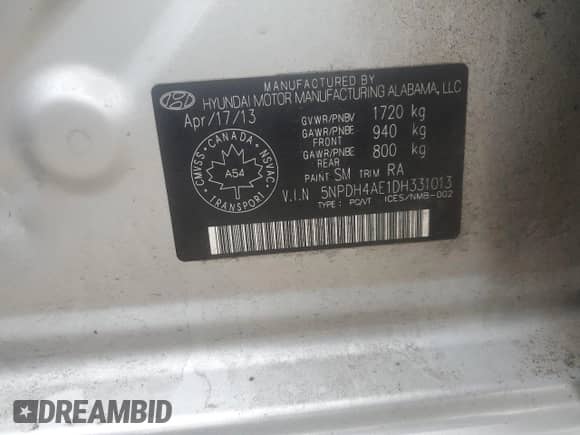 MANUFACTURED BY
HYUNDAI MOTOR MANUFACTURING ALABAMA, LLC
Apr/17/13
GVWR/PNBV 1720 kg
GAWR/PNBE FRONT 940 kg
GAWR/PNBE REAR 800 kg
PAINT SM TRIM RA
V.I.N 5NPDH4AE1DH331013
TYPE : PC/VT ICES/NMB-002
CMVSS CANADA NSVAC
A54
TRANSPORT
DREAMBID